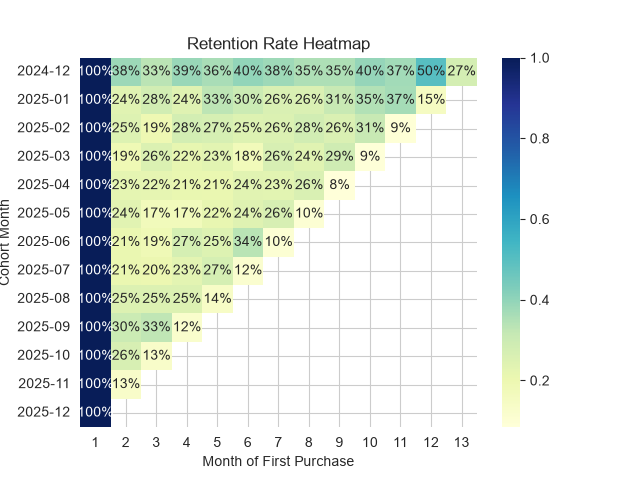 Retention Rate Heatmap
2024-12 100% 38% 33% 39% 36% 40% 38% 35% 35% 40% 37% 50% 27%
2025-01 100% 24% 28% 24% 33% 30% 26% 26% 31% 35% 37% 15%
2025-02 100% 25% 19% 28% 27% 25% 26% 28% 26% 31% 9%
2025-03 100% 19% 26% 22% 23% 18% 26% 24% 29% 9%
2025-04 100% 23% 22% 21% 21% 24% 23% 26% 8%
2025-05 100% 24% 17% 17% 22% 24% 26% 10%
2025-06 100% 21% 19% 27% 25% 34% 10%
2025-07 100% 21% 20% 23% 27% 12%
2025-08 100% 25% 25% 25% 14%
2025-09 100% 30% 33% 12%
2025-10 100% 26% 13%
2025-11 100% 13%
2025-12 100%
1 2 3 4 5 6 7 8 9 10 11 12 13
Month of First Purchase
Cohort Month
1.0
0.8
0.6
0.4
0.2